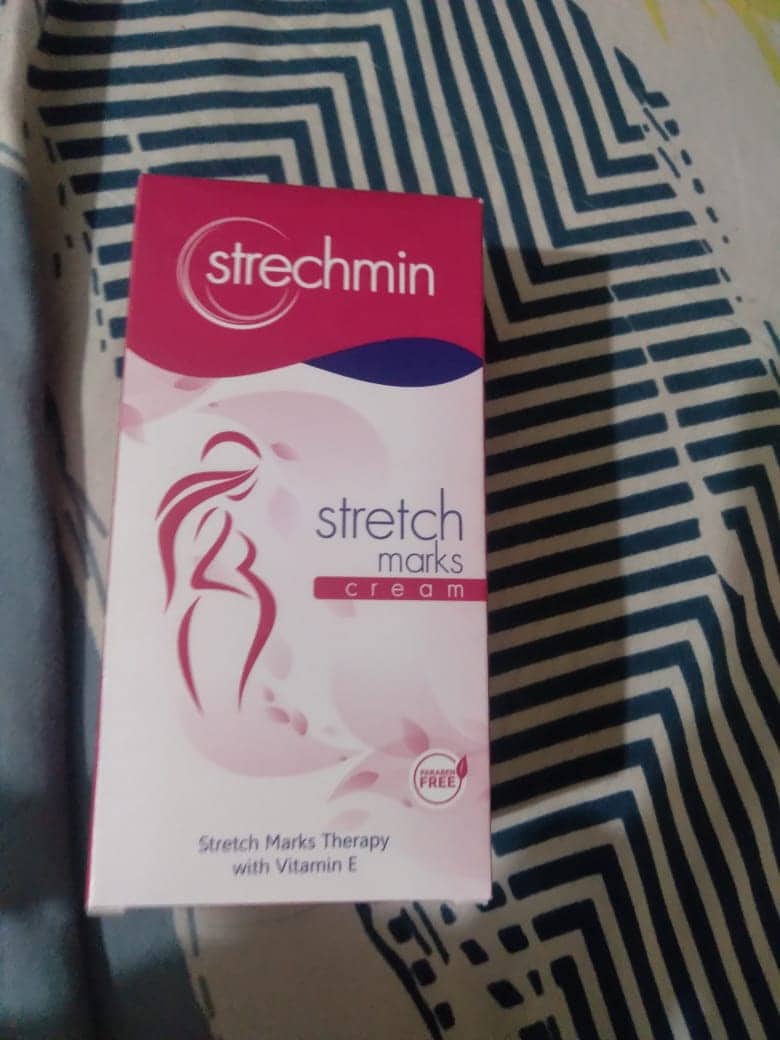 strechmin
stretch
marks
cream
PARABEN
FREE
Stretch Marks Therapy
with Vitamin E